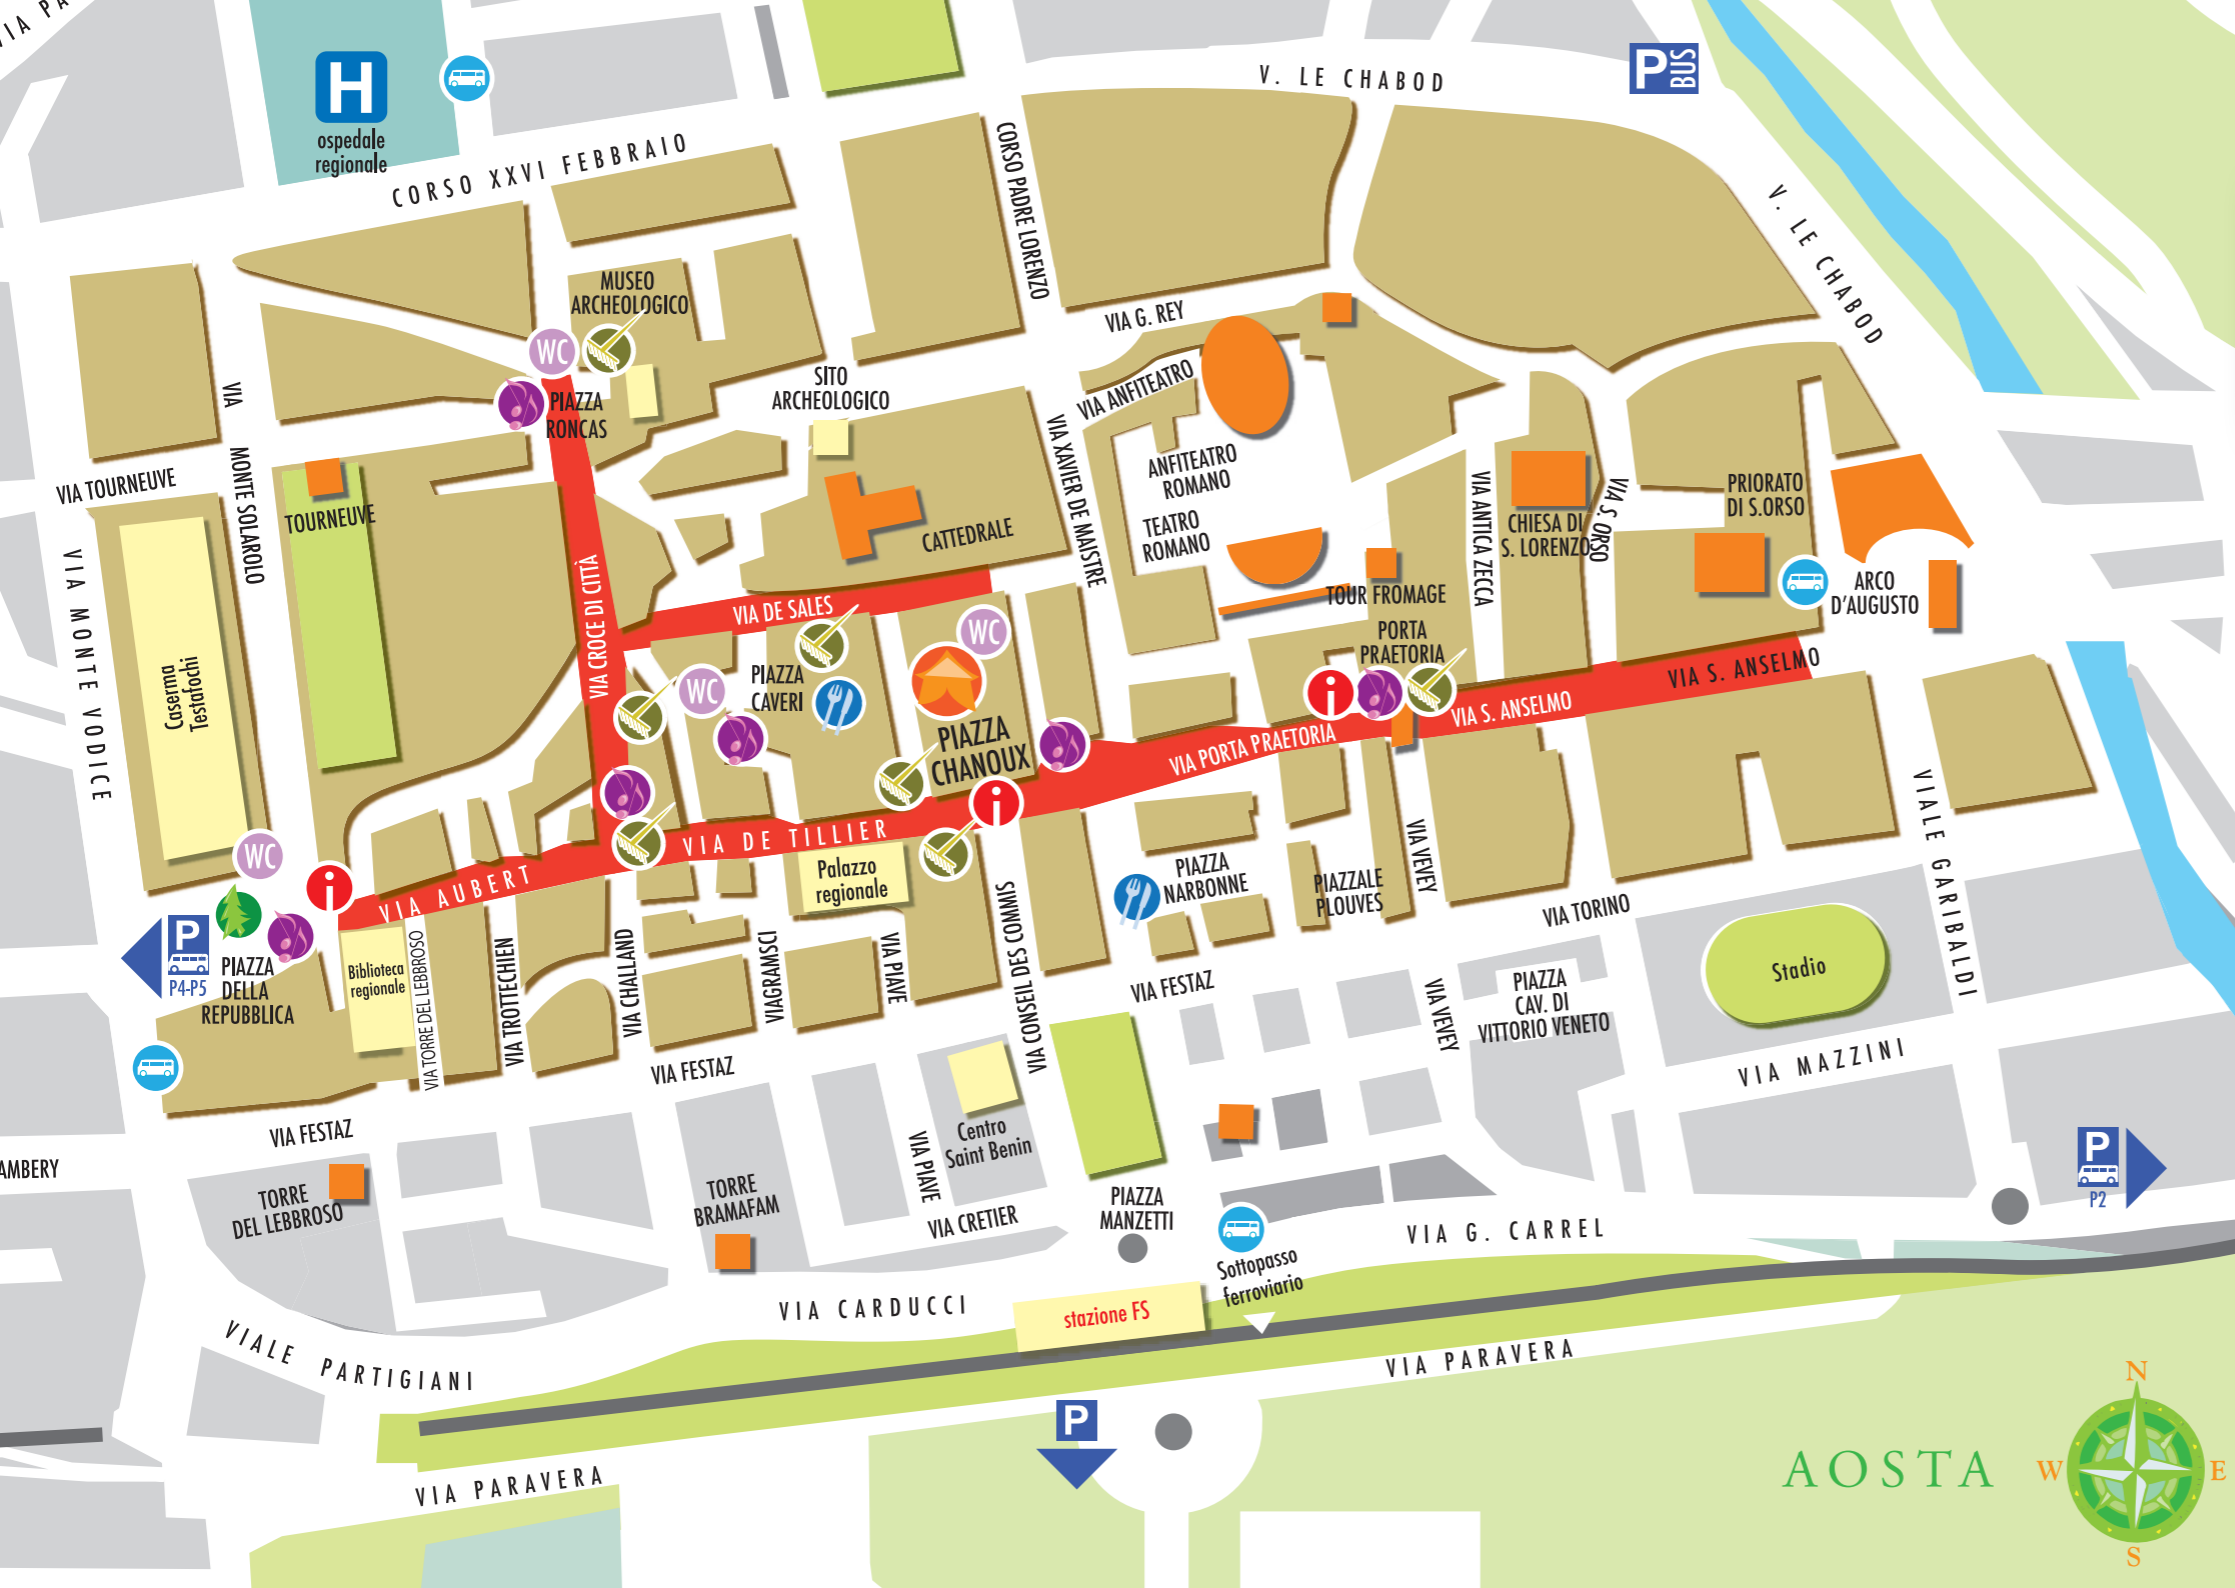 VIA PA
H
ospedale
regionale
CORSO XXVI FEBBRAIO
V. LE CHABOD
P BUS
V. LE CHABOD
CORSO PADRE LORENZO
MUSEO
ARCHEOLOGICO
WC
PIAZZA
RONCAS
SITO
ARCHEOLOGICO
VIA G. REY
VIA ANFITEATRO
ANFITEATRO
ROMANO
TEATRO
ROMANO
VIA XAVIER DE MAISTRE
CATTEDRALE
VIA MONTE SOLAROLO
VIA TOURNEUVE
TOURNEUVE
VIA MONTE VODICE
Caserma
Testafochi
VIA CROCE DI CITTÀ
VIA DE SALES
WC
WC
PIAZZA
CAVERI
PIAZZA
CHANOUX
TOUR FROMAGE
PORTA
PRAETORIA
VIA ANTICA ZECCA
CHIESA DI
S. LORENZO
VIA S. ORSO
PRIORATO
DI S.ORSO
ARCO
D'AUGUSTO
i
VIA S. ANSELMO
VIA S. ANSELMO
VIA PORTA PRAETORIA
i
VIA DE TILLIER
VIA AUBERT
WC
i
P
P4-P5
PIAZZA
DELLA
REPUBBLICA
Biblioteca
regionale
VIA TORRE DEL LEBBROSO
VIA TROTTECHIEN
VIA CHALLAND
VIAGRAMSCI
Palazzo
regionale
VIA PIAVE
VIA CONSEIL DES COMMIS
PIAZZA
NARBONNE
PIAZZALE
PLOUVES
VIA VEVEY
VIA TORINO
VIALE GARIBALDI
Stadio
VIA FESTAZ
VIA VEVEY
PIAZZA
CAV. DI
VITTORIO VENETO
VIA MAZZINI
VIA FESTAZ
VIA FESTAZ
AMBERY
TORRE
DEL LEBBROSO
TORRE
BRAMAFAM
VIA PIAVE
Centro
Saint Benin
VIA CRETIER
PIAZZA
MANZETTI
Sottopasso
ferroviario
VIA G. CARREL
P
P2
VIA CARDUCCI
stazione FS
VIALE PARTIGIANI
VIA PARAVERA
VIA PARAVERA
P
AOSTA
N
W
E
S